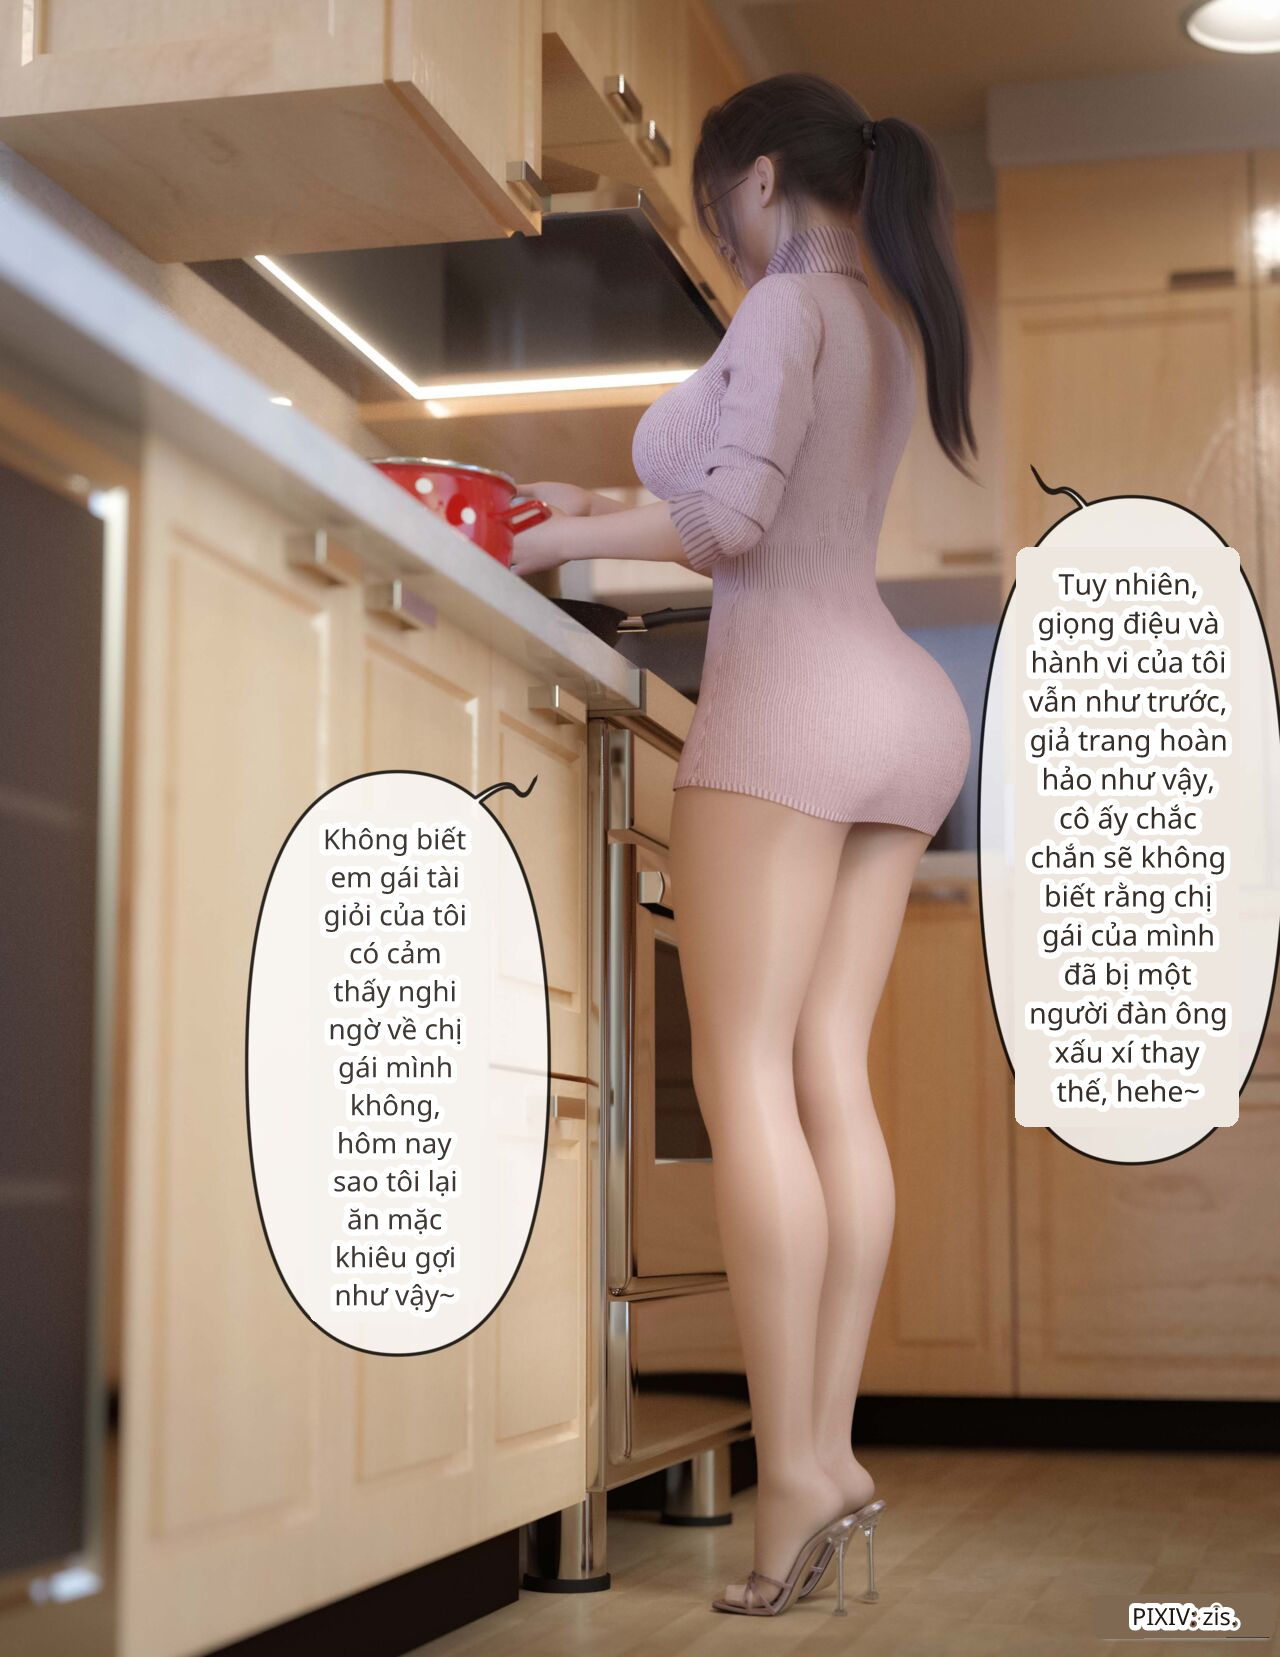 Tuy nhiên,
giọng điệu và
hành vi của tôi
vẫn như trước,
giả trang hoàn
hảo như vậy,
cô ấy chắc
chắn sẽ không
biết rằng chị
gái của mình
đã bị một
người đàn ông
xấu xí thay
thế, hehe~
Không biết
em gái tài
giỏi của tôi
có cảm
thấy nghi
ngờ về chị
gái mình
không,
hôm nay
sao tôi lại
ăn mặc
khiêu gợi
như vậy~
PIXIV: zis.